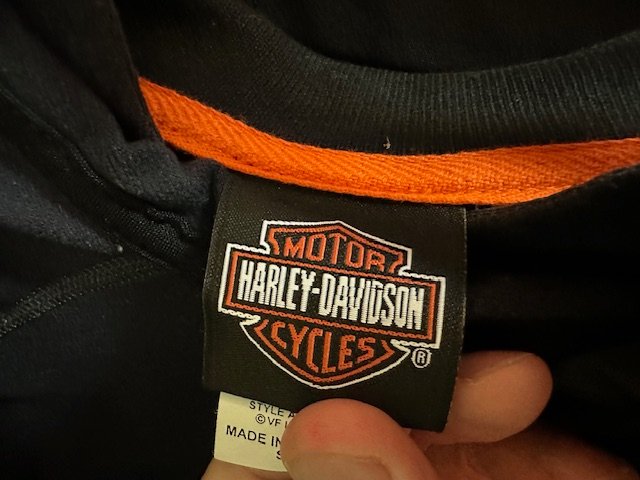 MOTOR
HARLEY-DAVIDSON
CYCLES
®
STYLE
©VF
MADE IN